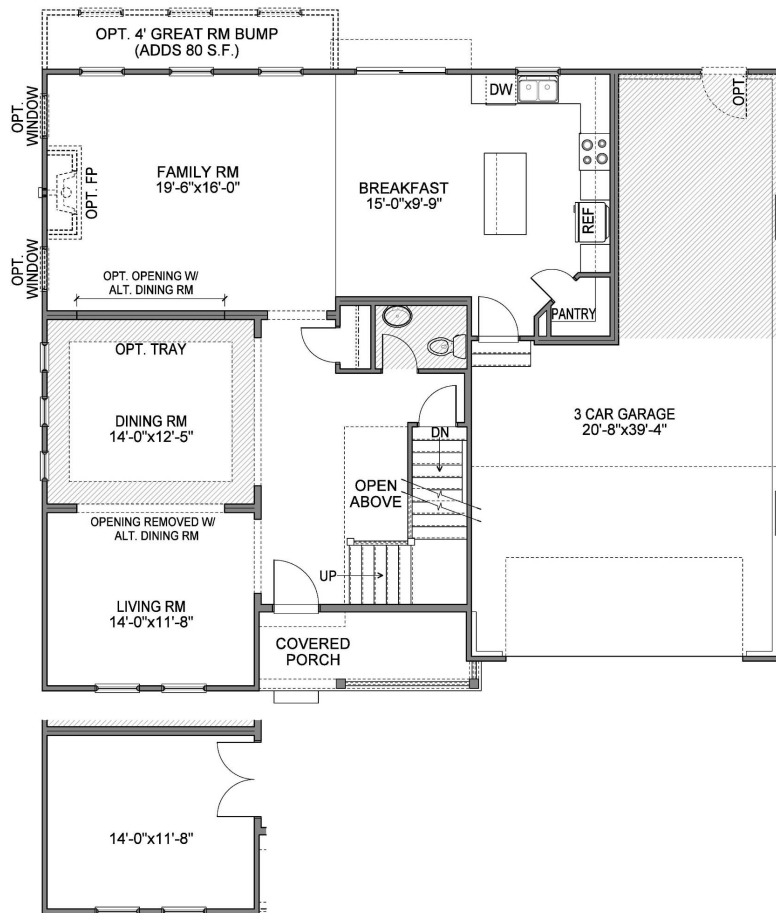 OPT. 4' GREAT RM BUMP
(ADDS 80 S.F.)
OPT.
WINDOW
OPT. FP
OPT.
WINDOW
FAMILY RM
19'-6"x16'-0"
OPT. OPENING W/
ALT. DINING RM
BREAKFAST
15'-0"x9'-9"
DW
REF
PANTRY
OPT.
OPT. TRAY
DINING RM
14'-0"x12'-5"
3 CAR GARAGE
20'-8"x39'-4"
DN
OPEN
ABOVE
OPENING REMOVED W/
ALT. DINING RM
UP
LIVING RM
14'-0"x11'-8"
COVERED
PORCH
14'-0"x11'-8"